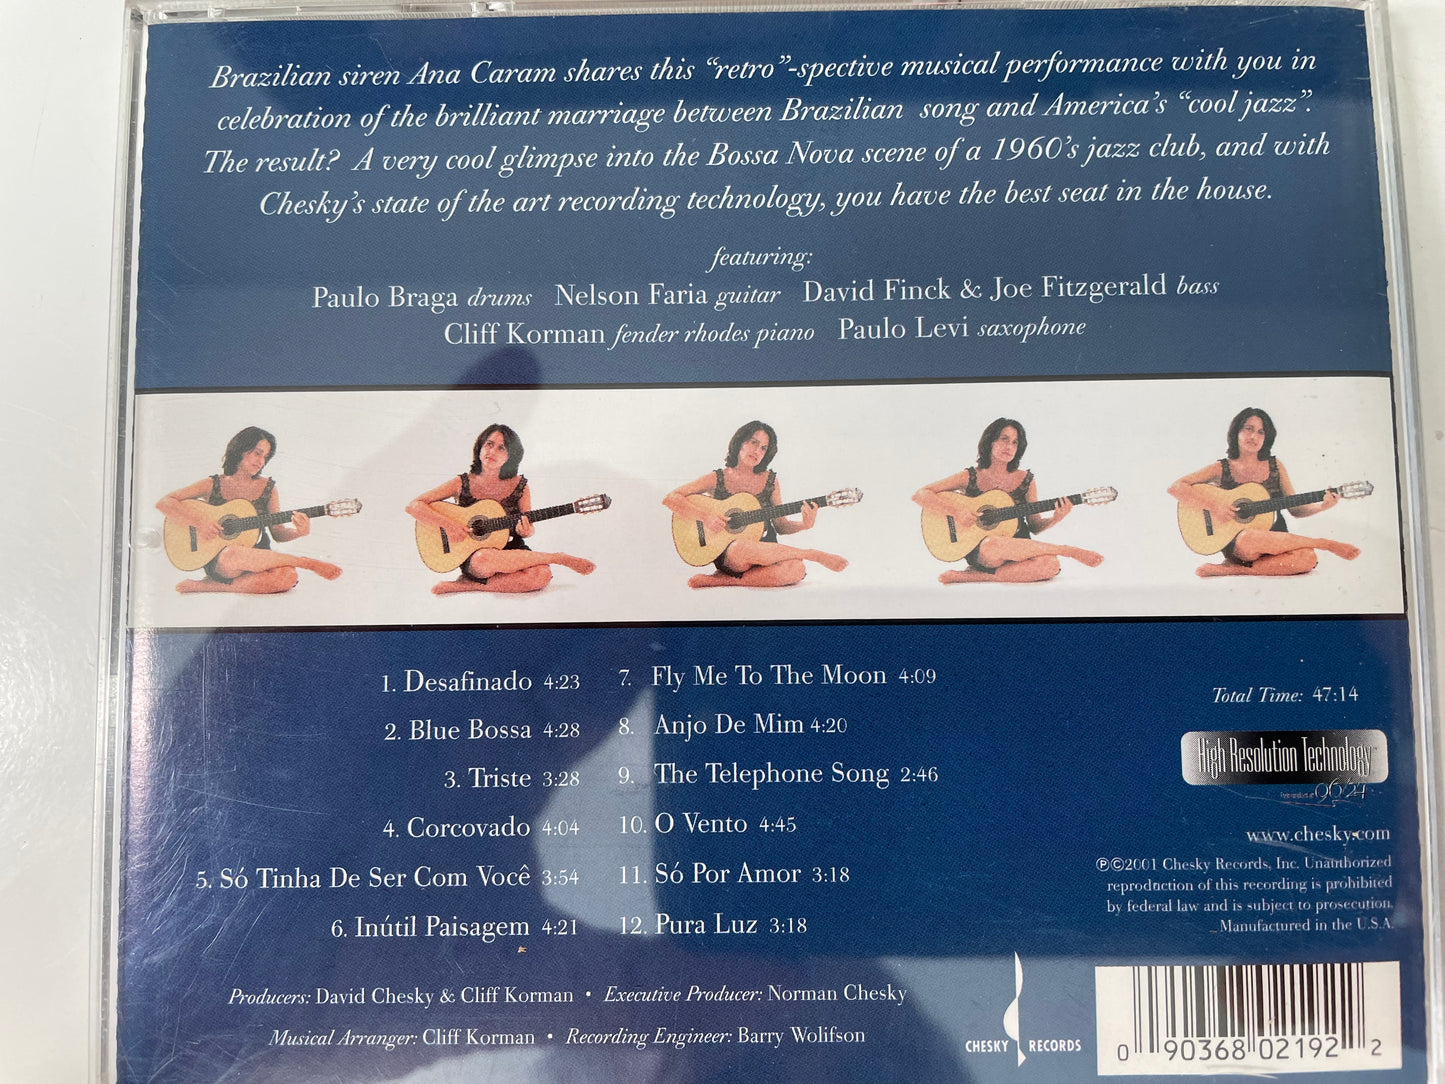 Brazilian siren Ana Caram shares this “retro”-spective musical performance with you in
celebration of the brilliant marriage between Brazilian song and America’s “cool jazz”.
The result? A very cool glimpse into the Bossa Nova scene of a 1960’s jazz club, and with
Chesky’s state of the art recording technology, you have the best seat in the house.
featuring:
Paulo Braga drums Nelson Faria guitar David Finck & Joe Fitzgerald bass
Cliff Korman fender rhodes piano Paulo Levi saxophone
1. Desafinado 4:23
2. Blue Bossa 4:28
3. Triste 3:28
4. Corcovado 4:04
5. Só Tinha De Ser Com Você 3:54
6. Inútil Paisagem 4:21
7. Fly Me To The Moon 4:09
8. Anjo De Mim 4:20
9. The Telephone Song 2:46
10. O Vento 4:45
11. Só Por Amor 3:18
12. Pura Luz 3:18
Total Time: 47:14
High Resolution Technology
96/24
www.chesky.com
℗©2001 Chesky Records, Inc. Unauthorized
reproduction of this recording is prohibited
by federal law and is subject to prosecution.
Manufactured in the U.S.A.
Producers: David Chesky & Cliff Korman • Executive Producer: Norman Chesky
Musical Arranger: Cliff Korman • Recording Engineer: Barry Wolifson
CHESKY RECORDS
0 90368 02192 2